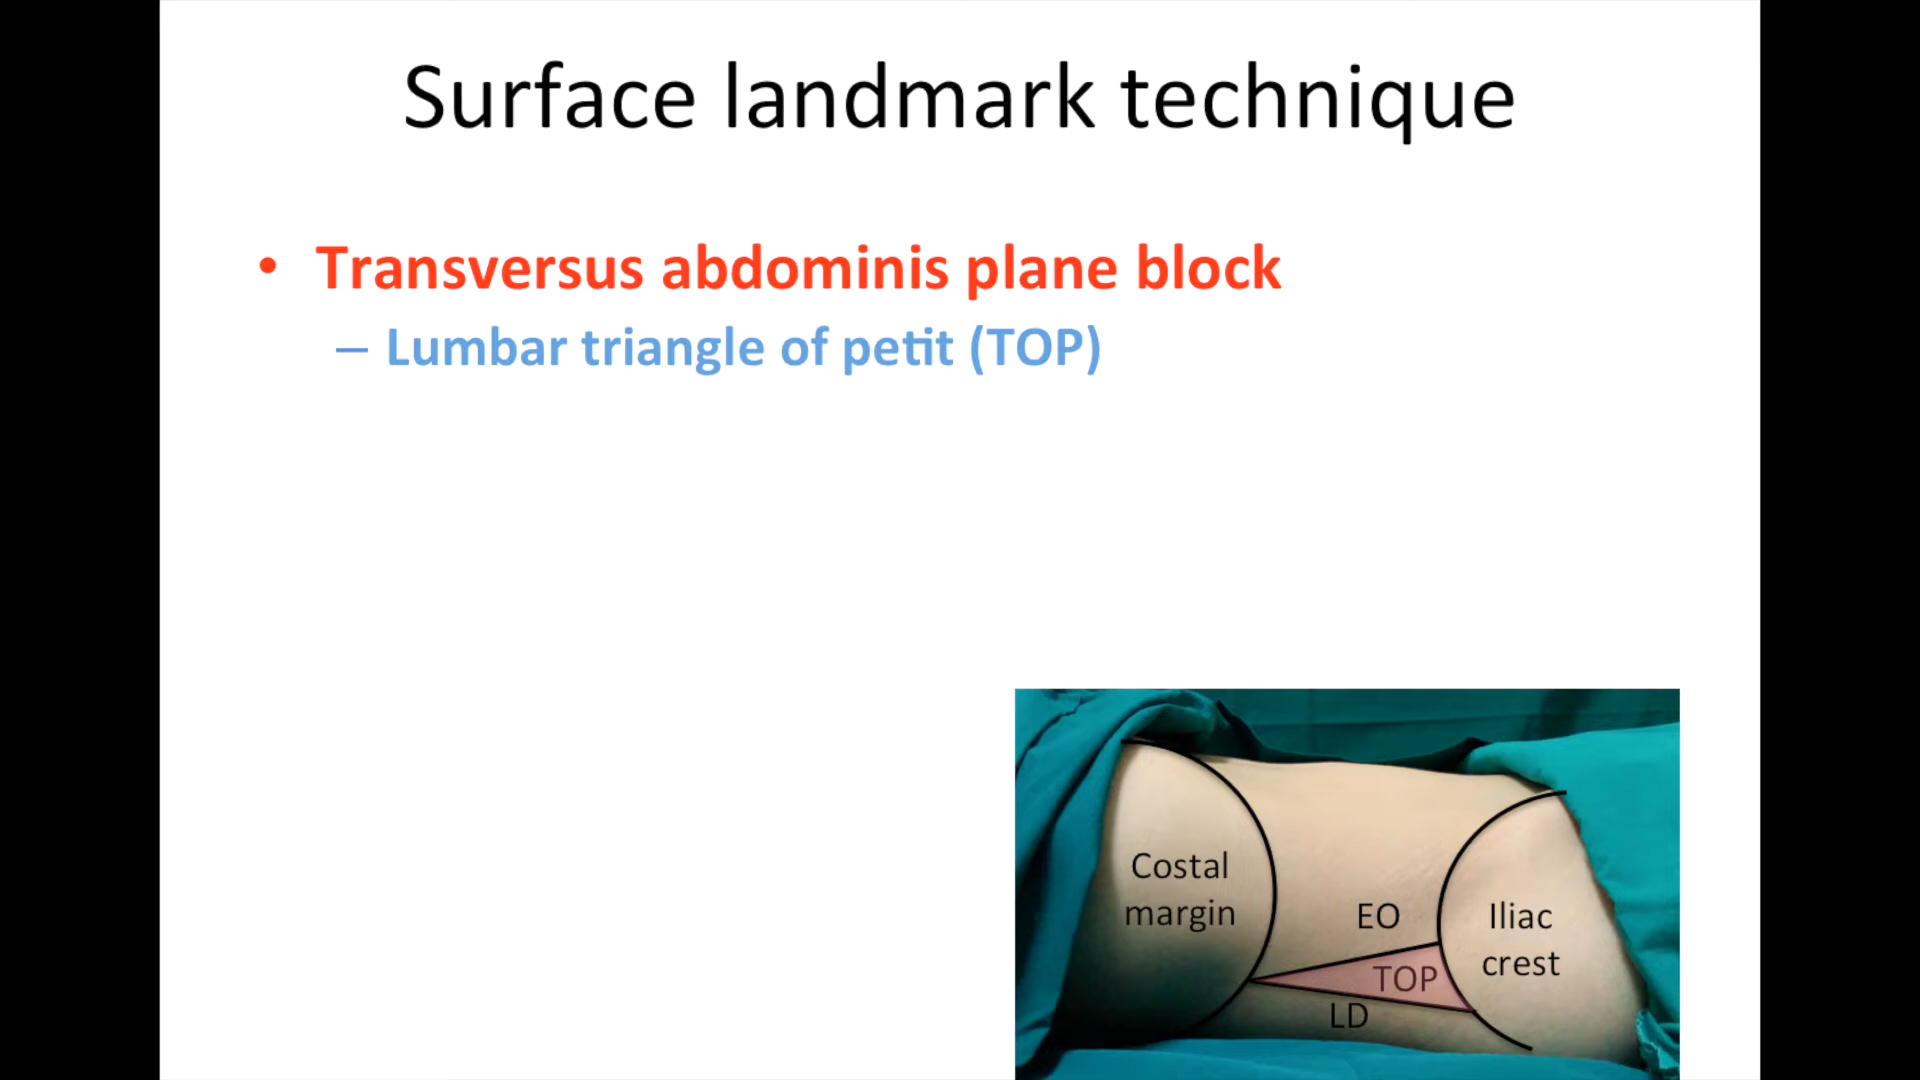 Surface landmark technique
• Transversus abdominis plane block
– Lumbar triangle of petit (TOP)
Costal
margin
EO
Iliac
crest
TOP
LD